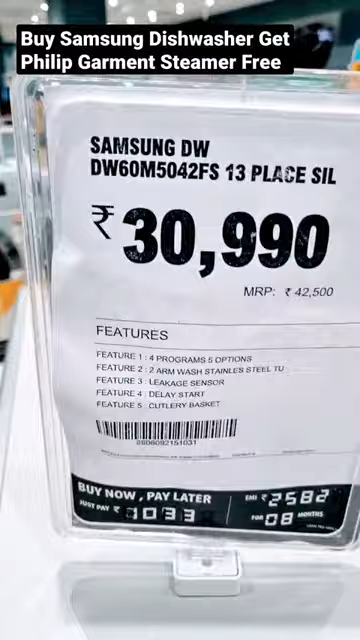 Buy Samsung Dishwasher Get
Philip Garment Steamer Free
SAMSUNG DW
DW60M5042FS 13 PLACE SIL
₹ 30,990
MRP: ₹ 42,500
FEATURES
FEATURE 1 : 4 PROGRAMS 5 OPTIONS
FEATURE 2 : 2 ARM WASH STAINLES STEEL TU
FEATURE 3 : LEAKAGE SENSOR
FEATURE 4 : DELAY START
FEATURE 5 : CUTLERY BASKET
8806092151031
BUY NOW, PAY LATER
JUST PAY ₹ 1033
EMI ₹ 2582
FOR 08 MONTHS